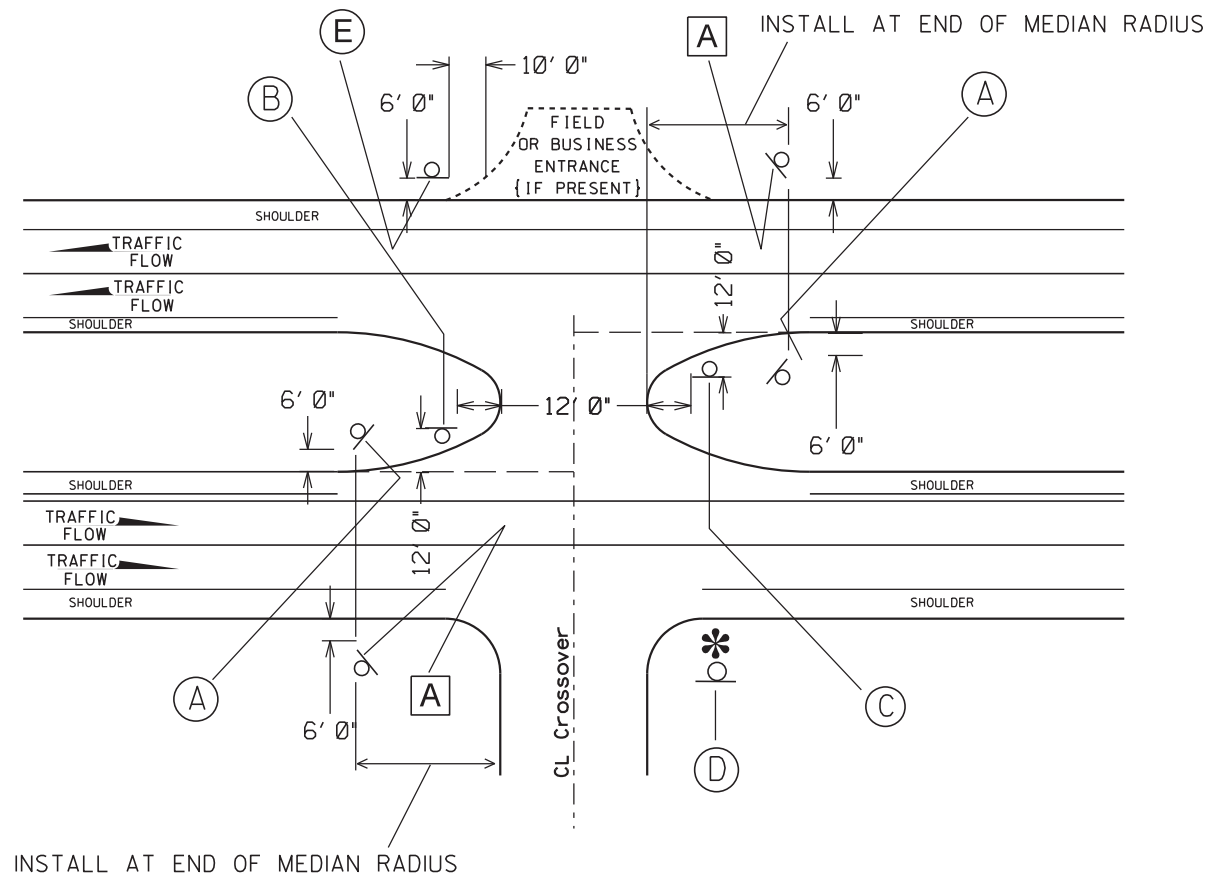 E
A
INSTALL AT END OF MEDIAN RADIUS
10' 0"
B
6' 0"
6' 0"
A
FIELD
OR BUSINESS
ENTRANCE
{IF PRESENT}
SHOULDER
TRAFFIC
FLOW
12' 0"
TRAFFIC
FLOW
SHOULDER
SHOULDER
6' 0"
12' 0"
6' 0"
SHOULDER
SHOULDER
TRAFFIC
FLOW
12' 0"
TRAFFIC
FLOW
SHOULDER
SHOULDER
CL Crossover
*
A
A
C
6' 0"
D
INSTALL AT END OF MEDIAN RADIUS